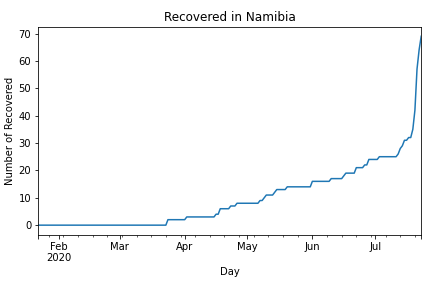 Recovered in Namibia
Number of Recovered
70
60
50
40
30
20
10
0
Feb
2020
Mar
Apr
May
Jun
Jul
Day